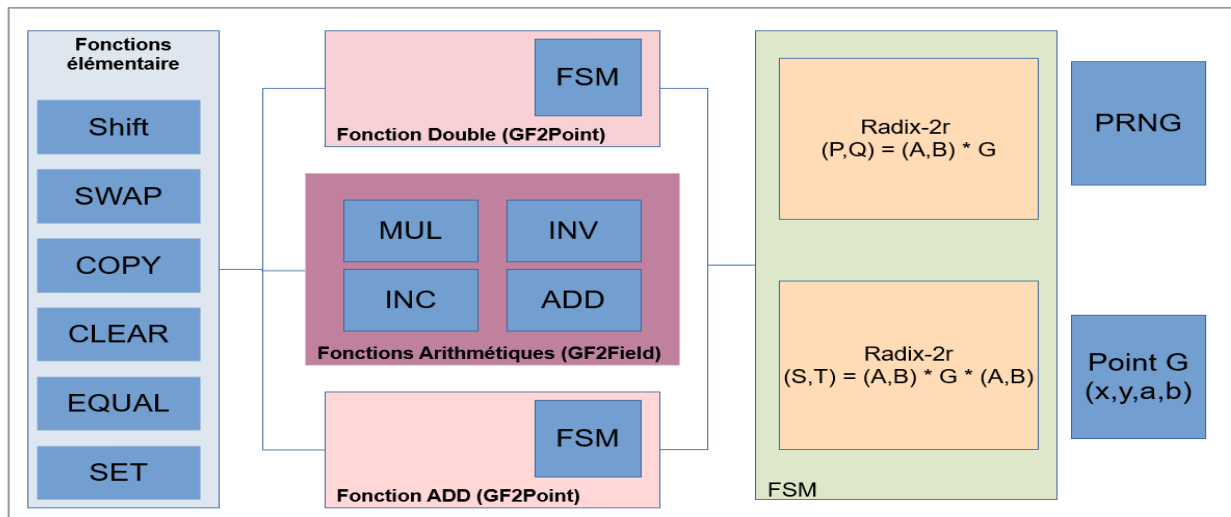 Fonctions
élémentaire
Shift
SWAP
COPY
CLEAR
EQUAL
SET
FSM
Fonction Double (GF2Point)
MUL
INV
INC
ADD
Fonctions Arithmétiques (GF2Field)
FSM
Fonction ADD (GF2Point)
Radix-2r
(P,Q) = (A,B) * G
Radix-2r
(S,T) = (A,B) * G * (A,B)
FSM
PRNG
Point G
(x,y,a,b)